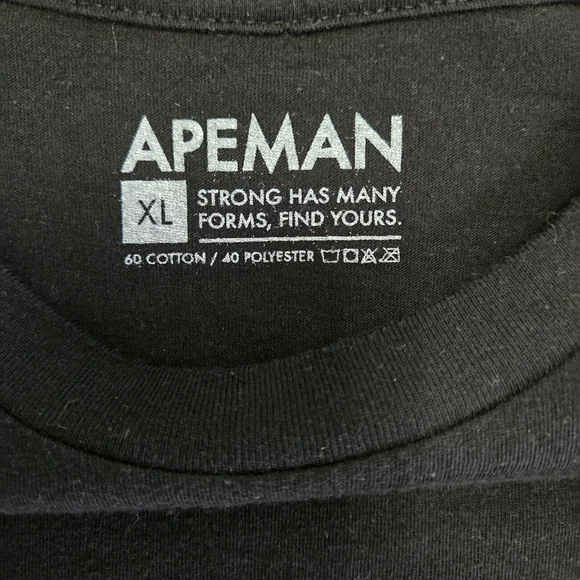 APEMAN
XL
STRONG HAS MANY
FORMS, FIND YOURS.
60 COTTON / 40 POLYESTER